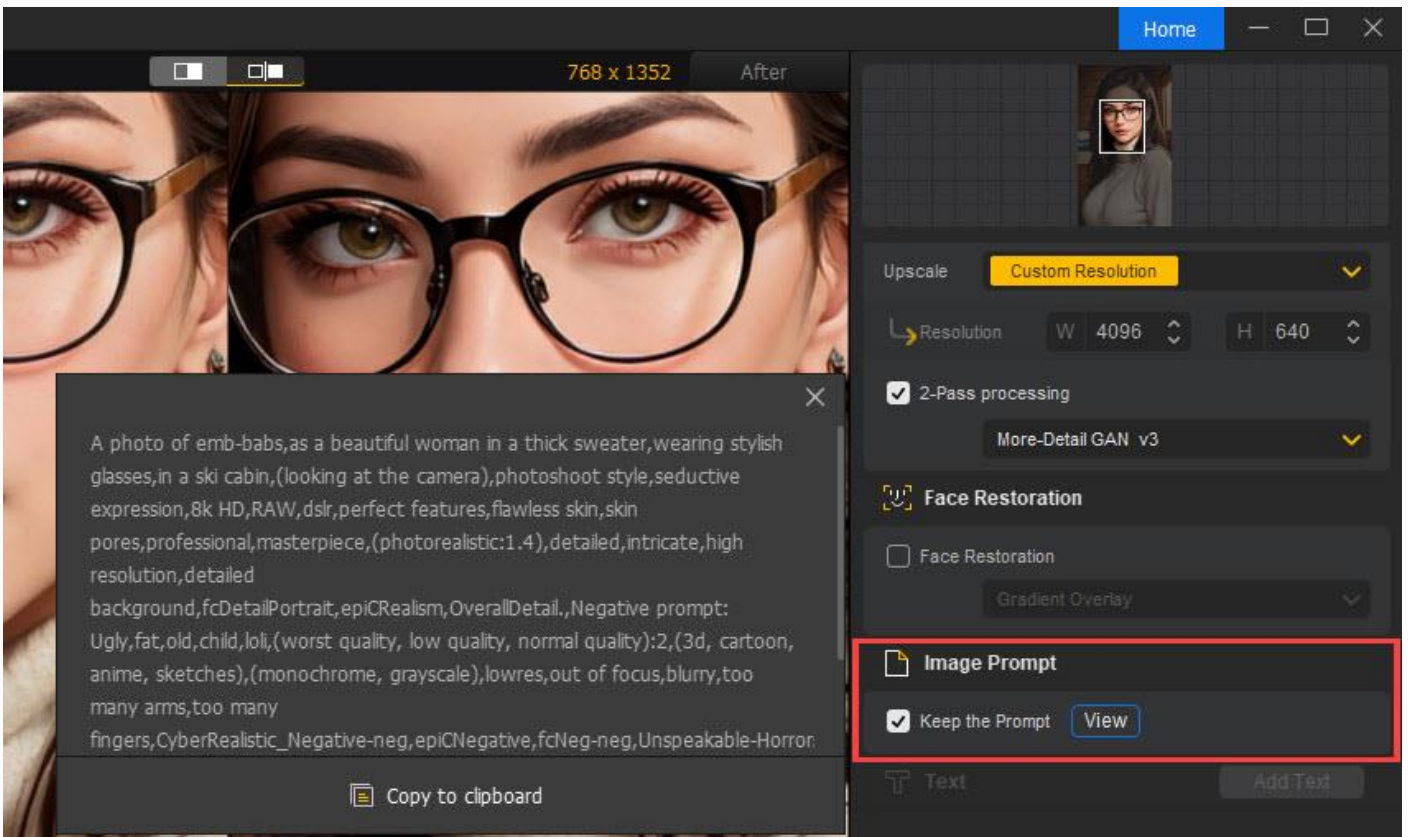 Home
768 x 1352
After
Upscale
Custom Resolution
Resolution W 4096 H 640
2-Pass processing
More-Detail GAN v3
Face Restoration
Face Restoration
Gradient Overlay
Image Prompt
Keep the Prompt View
Text Add Text
A photo of emb-babs,as a beautiful woman in a thick sweater,wearing stylish
glasses,in a ski cabin,(looking at the camera),photoshoot style,seductive
expression,8k HD,RAW,dslr,perfect features,flawless skin,skin
pores,professional,masterpiece,(photorealistic:1.4),detailed,intricate,high
resolution,detailed
background,fcDetailPortrait,epiCRealism,OverallDetail.,Negative prompt:
Ugly,fat,old,child,loli,(worst quality, low quality, normal quality):2,(3d, cartoon,
anime, sketches),(monochrome, grayscale),lowres,out of focus,blurry,too
many arms,too many
fingers,CyberRealistic_Negative-neg,epiCNegative,fcNeg-neg,Unspeakable-Horror
Copy to clipboard